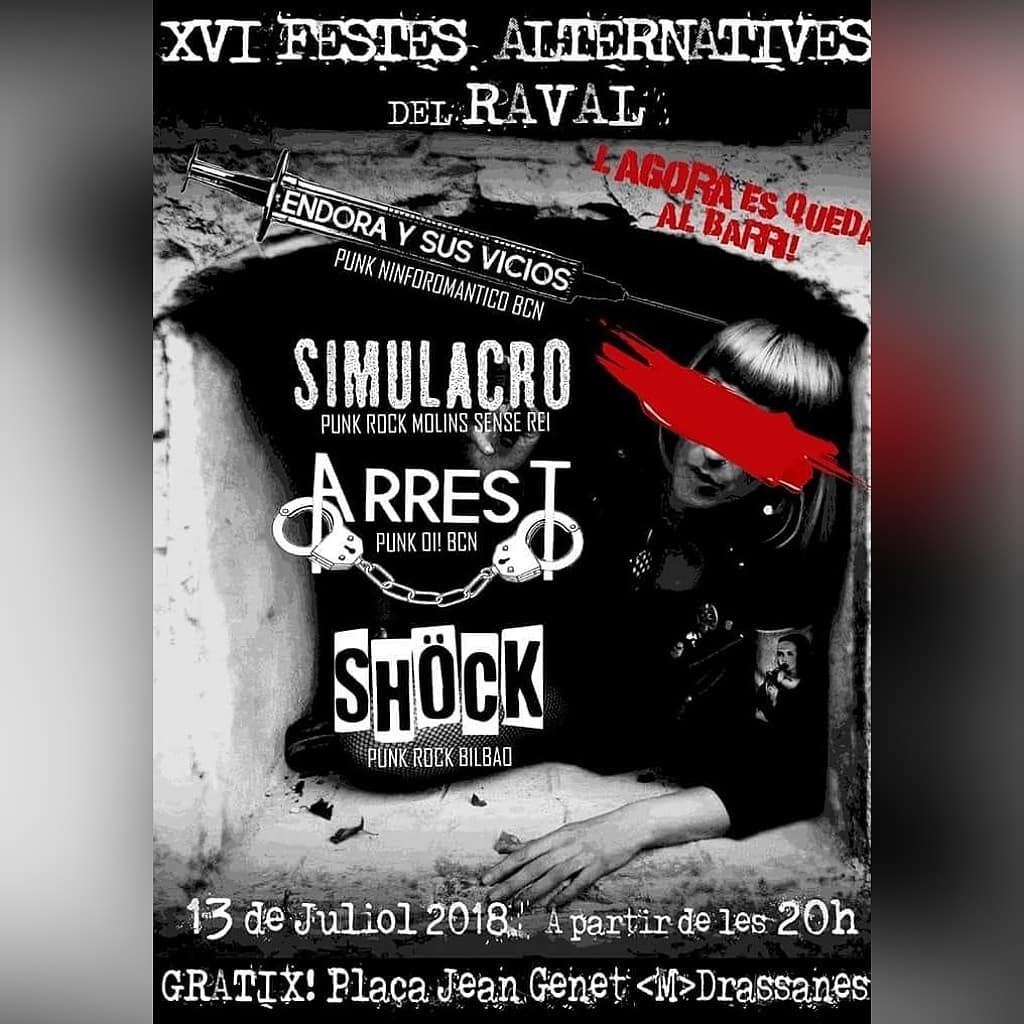 XVI FESTES ALTERNATIVES
DEL RAVAL
L'AGORA ES QUEDA
AL BARRI!
ENDORA Y SUS VICIOS
PUNK NINFOROMANTICO BCN
SIMULACRO
PUNK ROCK MOLINS SENSE REI
ARREST
PUNK OI! BCN
SHÖCK
PUNK ROCK BILBAO
13 de Juliol 2018 A partir de les 20h
GRATIX! Plaça Jean Genet <M>Drassanes